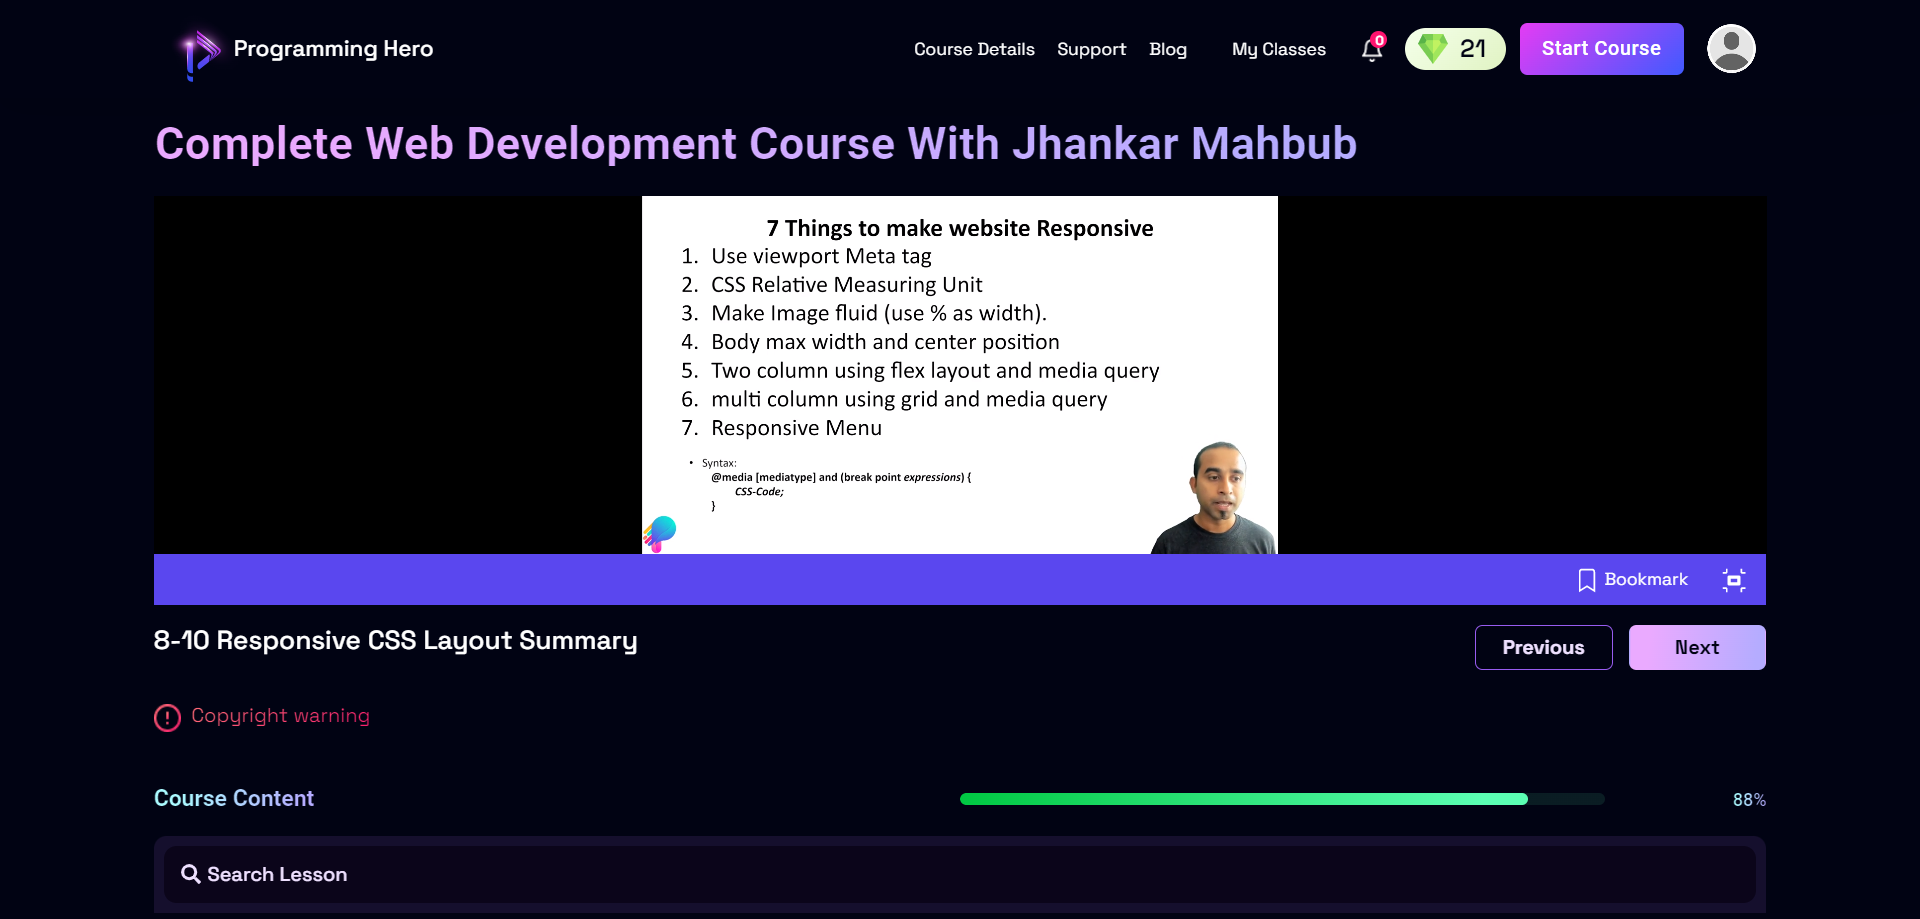 Programming Hero
Course Details
Support
Blog
My Classes
0
21
Start Course
Complete Web Development Course With Jhankar Mahbub
7 Things to make website Responsive
1. Use viewport Meta tag
2. CSS Relative Measuring Unit
3. Make Image fluid (use % as width).
4. Body max width and center position
5. Two column using flex layout and media query
6. multi column using grid and media query
7. Responsive Menu
• Syntax:
@media [mediatype] and (break point expressions) {
CSS-Code;
}
Bookmark
8-10 Responsive CSS Layout Summary
Previous
Next
Copyright warning
Course Content
88%
Search Lesson